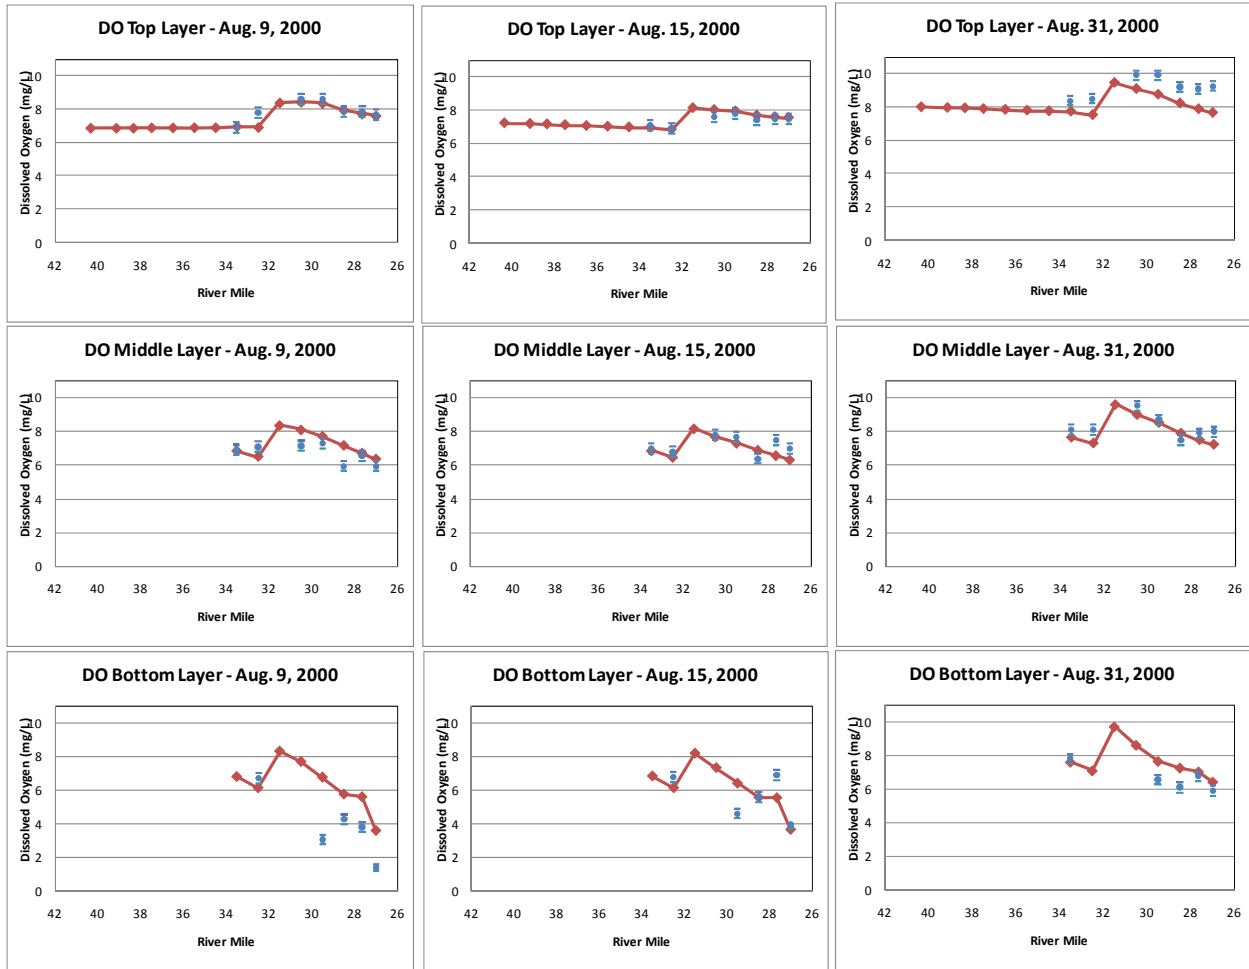 DO Top Layer - Aug. 9, 2000
Dissolved Oxygen (mg/L)
10
8
6
4
2
0
42 40 38 36 34 32 30 28 26
River Mile
DO Top Layer - Aug. 15, 2000
Dissolved Oxygen (mg/L)
10
8
6
4
2
0
42 40 38 36 34 32 30 28 26
River Mile
DO Top Layer - Aug. 31, 2000
Dissolved Oxygen (mg/L)
10
8
6
4
2
0
42 40 38 36 34 32 30 28 26
River Mile
DO Middle Layer - Aug. 9, 2000
Dissolved Oxygen (mg/L)
10
8
6
4
2
0
42 40 38 36 34 32 30 28 26
River Mile
DO Middle Layer - Aug. 15, 2000
Dissolved Oxygen (mg/L)
10
8
6
4
2
0
42 40 38 36 34 32 30 28 26
River Mile
DO Middle Layer - Aug. 31, 2000
Dissolved Oxygen (mg/L)
10
8
6
4
2
0
42 40 38 36 34 32 30 28 26
River Mile
DO Bottom Layer - Aug. 9, 2000
Dissolved Oxygen (mg/L)
10
8
6
4
2
0
42 40 38 36 34 32 30 28 26
River Mile
DO Bottom Layer - Aug. 15, 2000
Dissolved Oxygen (mg/L)
10
8
6
4
2
0
42 40 38 36 34 32 30 28 26
River Mile
DO Bottom Layer - Aug. 31, 2000
Dissolved Oxygen (mg/L)
10
8
6
4
2
0
42 40 38 36 34 32 30 28 26
River Mile